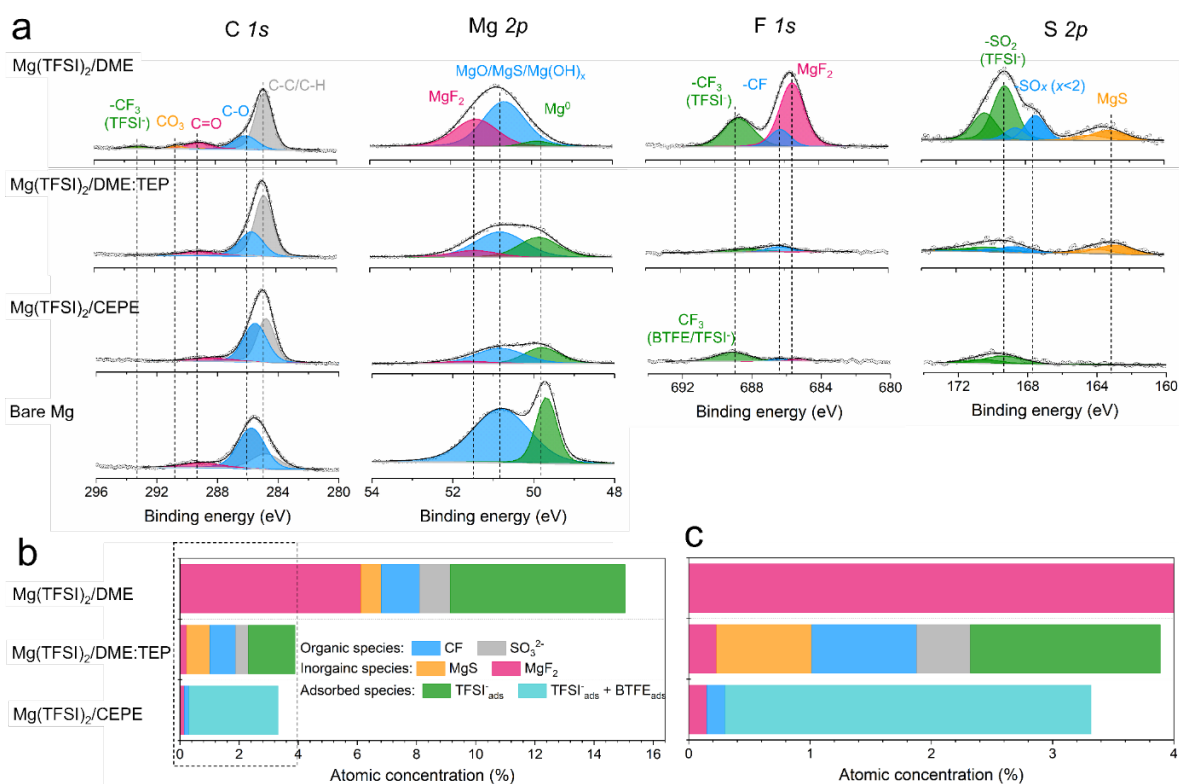 a
C 1s
Mg 2p
F 1s
S 2p
Mg(TFSI)₂/DME
-CF₃
(TFSI⁻)
CO₃
C=O
C-O
C-C/C-H
MgO/MgS/Mg(OH)ₓ
MgF₂
Mg⁰
-CF₃
(TFSI⁻)
-CF
MgF₂
-SO₂
(TFSI⁻)
-SOx (x<2)
MgS
Mg(TFSI)₂/DME:TEP
Mg(TFSI)₂/CEPE
CF₃
(BTFE/TFSI⁻)
692 688 684 680
Binding energy (eV)
172 168 164 160
Binding energy (eV)
Bare Mg
296 292 288 284 280
Binding energy (eV)
54 52 50 48
Binding energy (eV)
b
Mg(TFSI)₂/DME
Mg(TFSI)₂/DME:TEP
Mg(TFSI)₂/CEPE
Organic species: CF SO₃²⁻
Inorgainc species: MgS MgF₂
Adsorbed species: TFSI⁻ads TFSI⁻ads + BTFEads
0 2 4 6 8 10 12 14 16
Atomic concentration (%)
c
0 1 2 3 4
Atomic concentration (%)